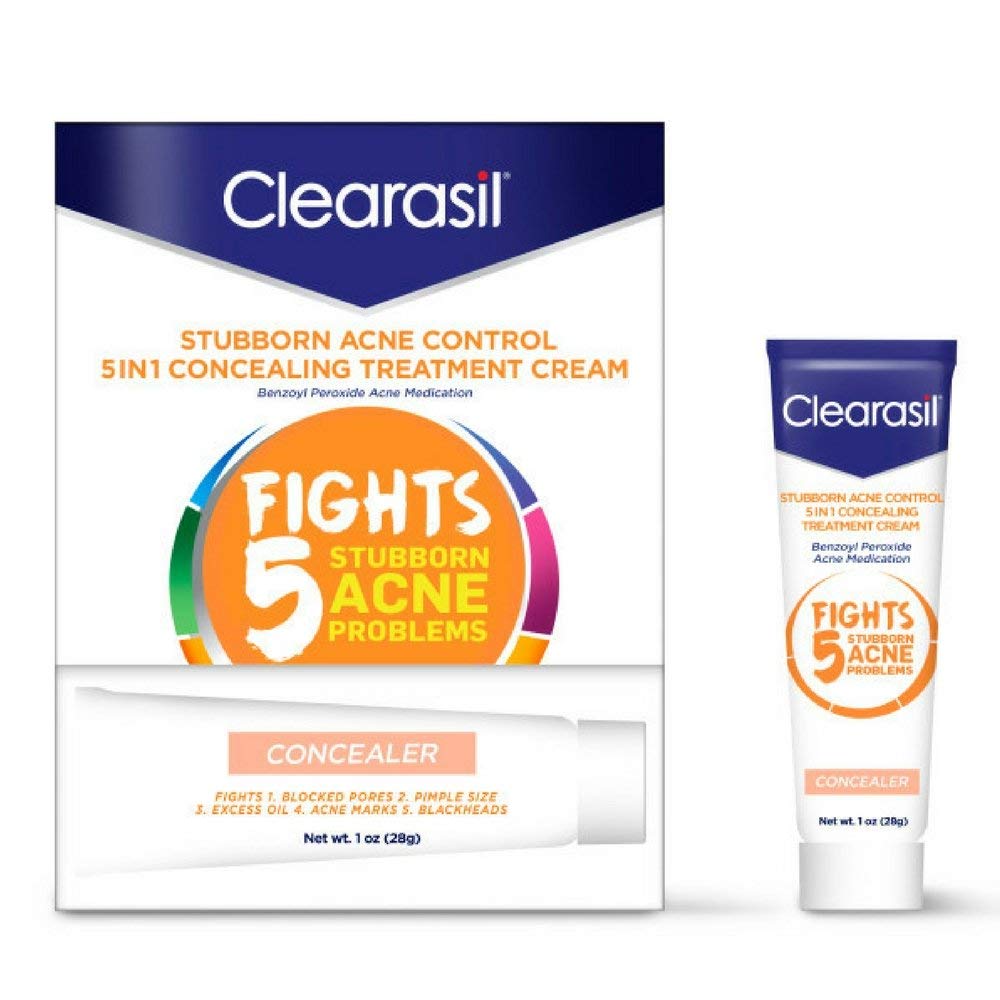 Clearasil®
STUBBORN ACNE CONTROL
5IN1 CONCEALING TREATMENT CREAM
Benzoyl Peroxide Acne Medication
FIGHTS
5 STUBBORN
ACNE
PROBLEMS
CONCEALER
FIGHTS 1. BLOCKED PORES 2. PIMPLE SIZE
3. EXCESS OIL 4. ACNE MARKS 5. BLACKHEADS
Net wt. 1 oz (28g)
Clearasil®
STUBBORN ACNE CONTROL
5IN1 CONCEALING
TREATMENT CREAM
Benzoyl Peroxide
Acne Medication
FIGHTS
5 STUBBORN
ACNE
PROBLEMS
CONCEALER
Net wt. 1 oz (28g)